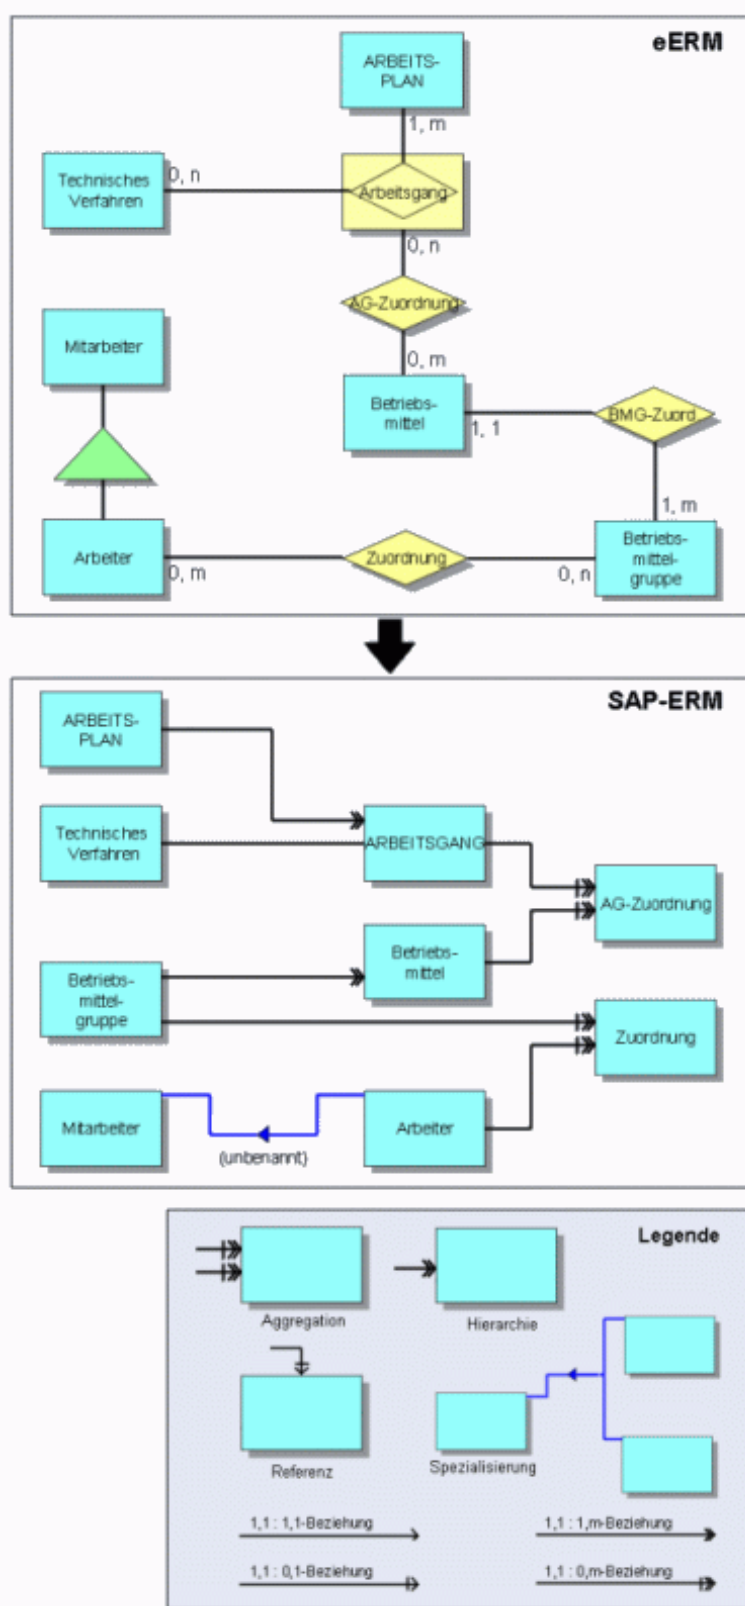 eERM
ARBEITS-
PLAN
1, m
Technisches
Verfahren
0, n
Arbeitsgang
0, n
AG-Zuordnung
Mitarbeiter
0, m
Betriebs-
mittel
1, 1
BMG-Zuord
1, m
Arbeiter
0, m
Zuordnung
0, n
Betriebs-
mittel-
gruppe
SAP-ERM
ARBEITS-
PLAN
Technisches
Verfahren
ARBEITSGANG
AG-Zuordnung
Betriebs-
mittel
Betriebs-
mittel-
gruppe
Zuordnung
Mitarbeiter
(unbenannt)
Arbeiter
Legende
Aggregation
Hierarchie
Referenz
Spezialisierung
1,1 : 1,1-Beziehung
1,1 : 1,m-Beziehung
1,1 : 0,1-Beziehung
1,1 : 0,m-Beziehung